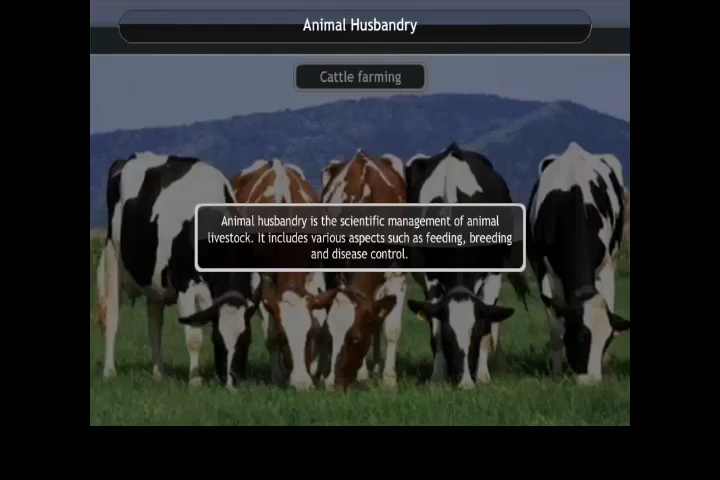 Animal Husbandry
Cattle farming
Animal husbandry is the scientific management of animal
livestock. It includes various aspects such as feeding, breeding
and disease control.